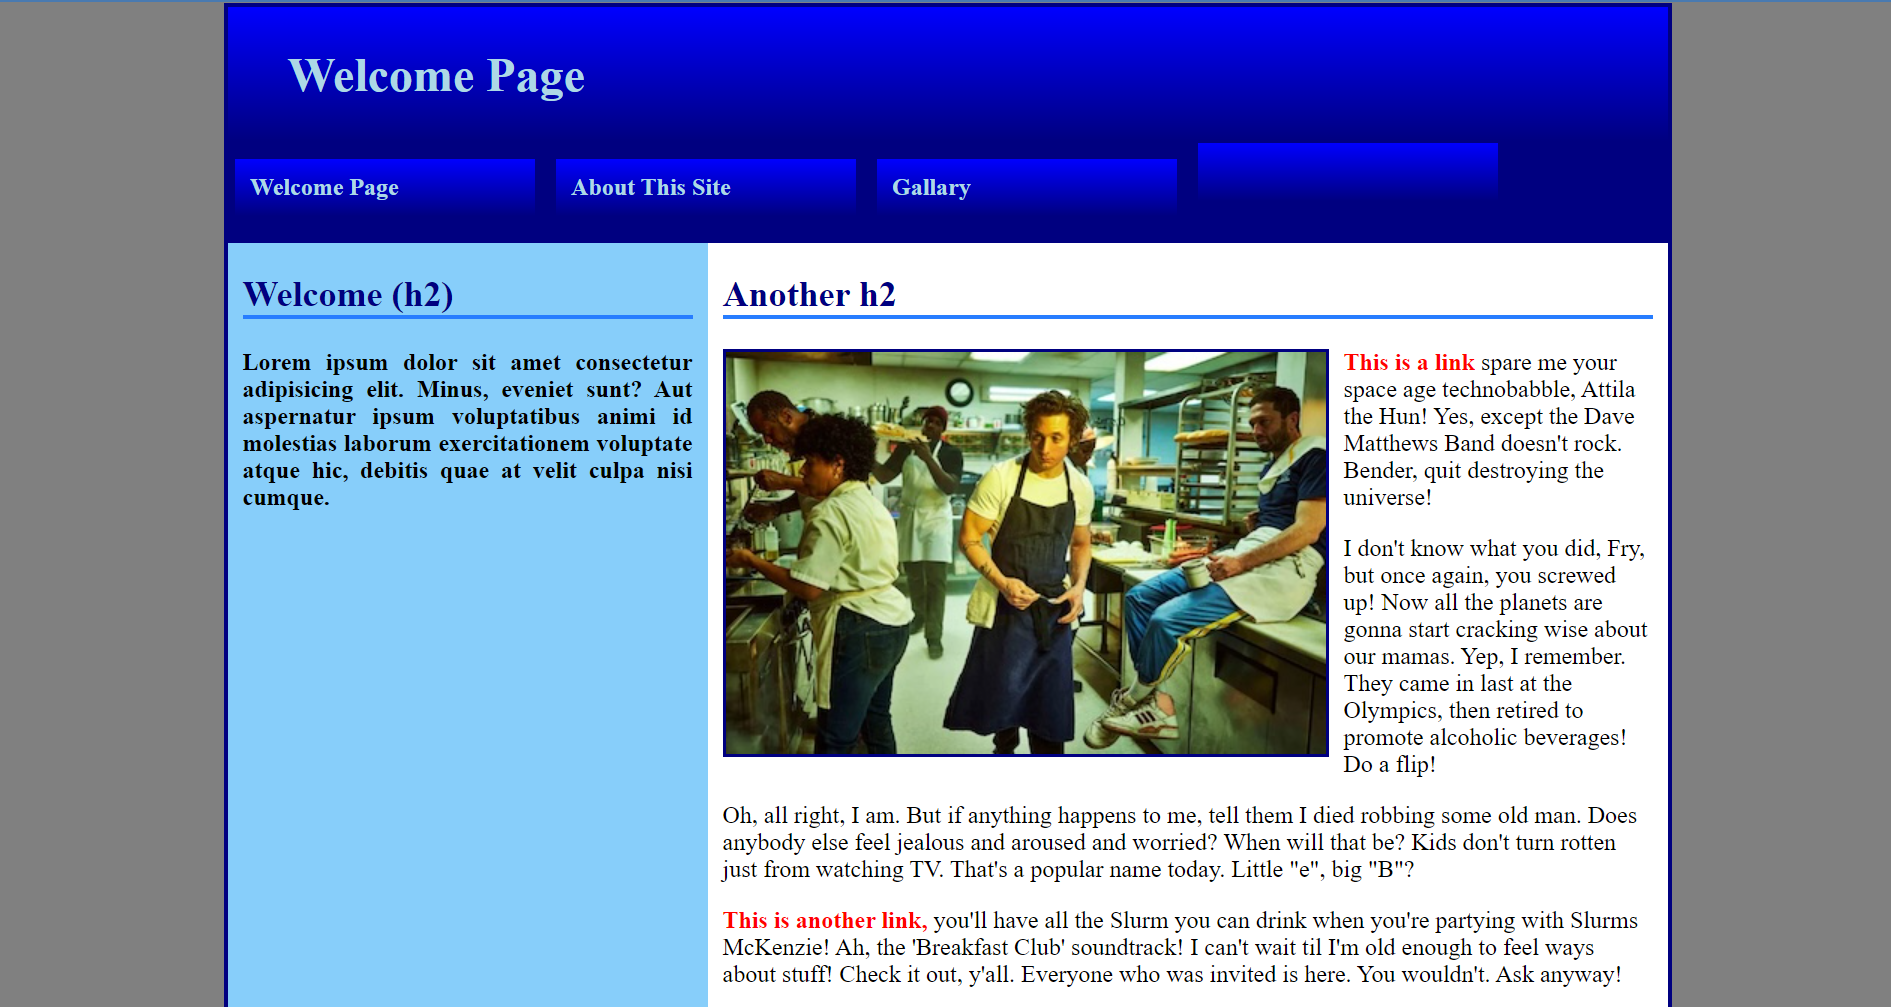 Welcome Page
Welcome Page
About This Site
Gallary
Welcome (h2)
Lorem ipsum dolor sit amet consectetur
adipisicing elit. Minus, eveniet sunt? Aut
aspernatur ipsum voluptatibus animi id
molestias laborum exercitationem voluptate
atque hic, debitis quae at velit culpa nisi
cumque.
Another h2
This is a link spare me your
space age technobabble, Attila
the Hun! Yes, except the Dave
Matthews Band doesn't rock.
Bender, quit destroying the
universe!
I don't know what you did, Fry,
but once again, you screwed
up! Now all the planets are
gonna start cracking wise about
our mamas. Yep, I remember.
They came in last at the
Olympics, then retired to
promote alcoholic beverages!
Do a flip!
Oh, all right, I am. But if anything happens to me, tell them I died robbing some old man. Does
anybody else feel jealous and aroused and worried? When will that be? Kids don't turn rotten
just from watching TV. That's a popular name today. Little "e", big "B"?
This is another link, you'll have all the Slurm you can drink when you're partying with Slurms
McKenzie! Ah, the 'Breakfast Club' soundtrack! I can't wait til I'm old enough to feel ways
about stuff! Check it out, y'all. Everyone who was invited is here. You wouldn't. Ask anyway!